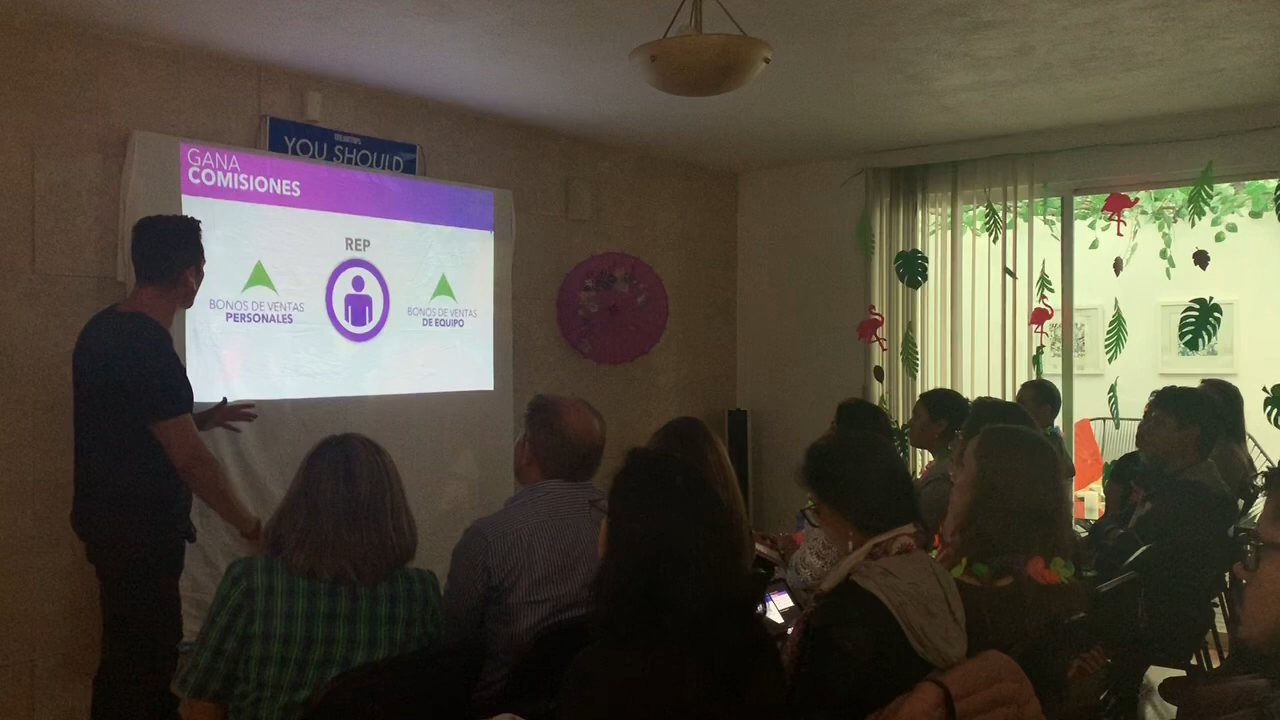 YOU SHOULD
GANA
COMISIONES
REP
BONOS DE VENTAS
PERSONALES
BONOS DE VENTAS
DE EQUIPO